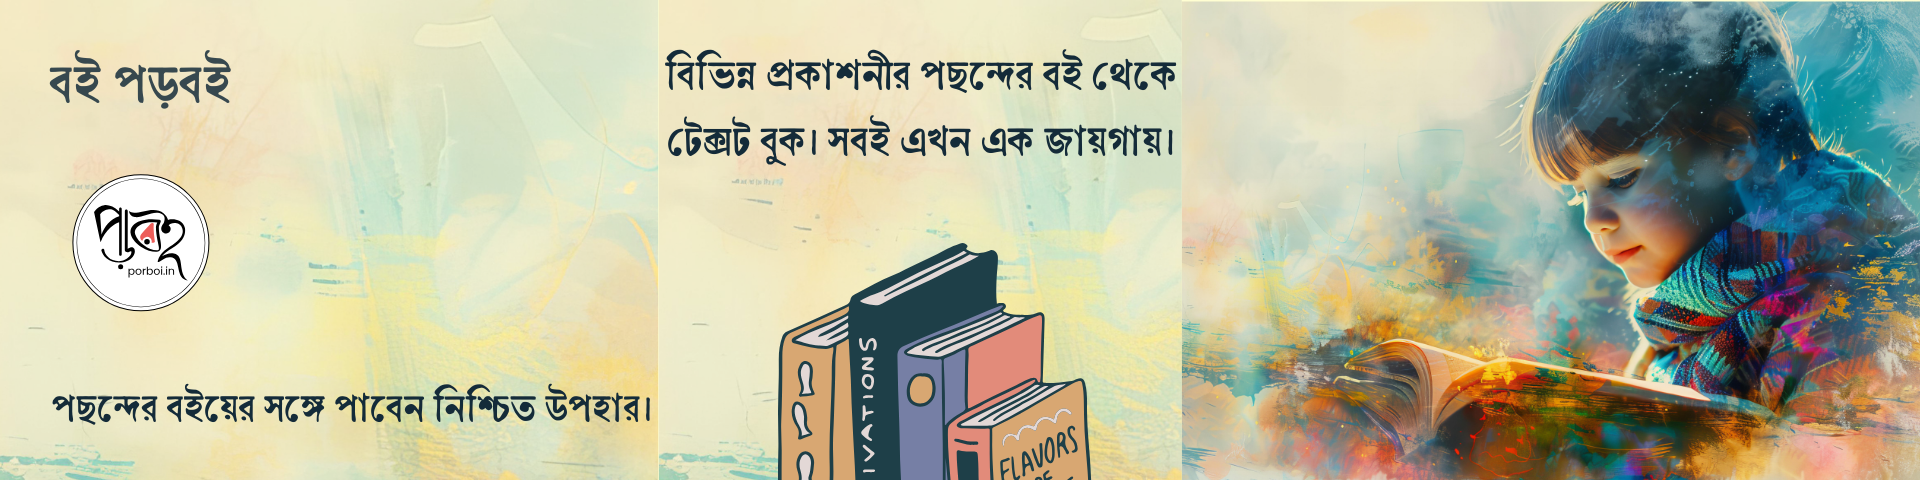 বই পড়বই
পড়বই
porboi.in
পছন্দের বইয়ের সঙ্গে পাবেন নিশ্চিত উপহার।
বিভিন্ন প্রকাশনীর পছন্দের বই থেকে
টেক্সট বুক। সবই এখন এক জায়গায়।
IVATIONS
FLAVORS